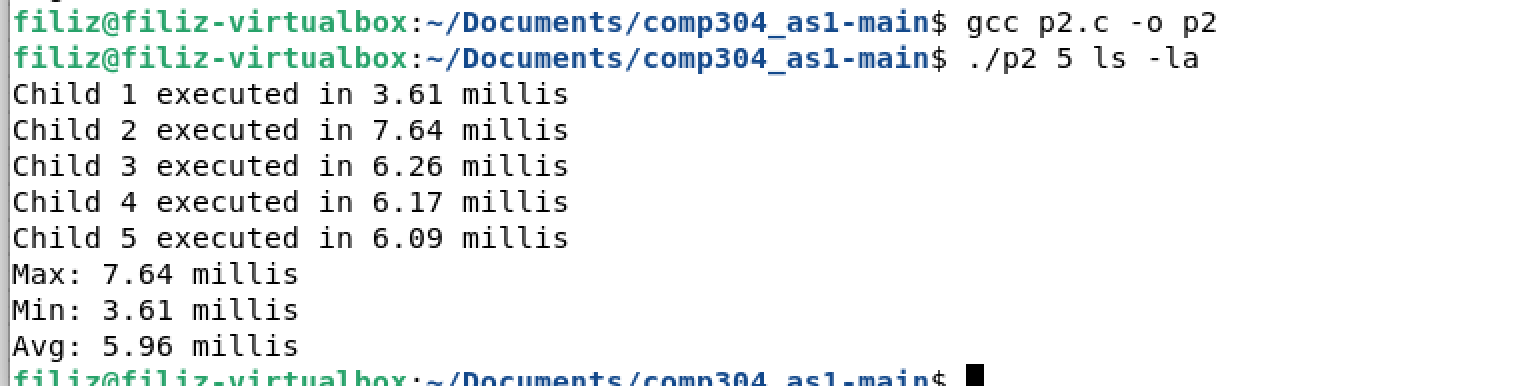 filiz@filiz-virtualbox:~/Documents/comp304_as1-main$ gcc p2.c -o p2
filiz@filiz-virtualbox:~/Documents/comp304_as1-main$ ./p2 5 ls -la
Child 1 executed in 3.61 millis
Child 2 executed in 7.64 millis
Child 3 executed in 6.26 millis
Child 4 executed in 6.17 millis
Child 5 executed in 6.09 millis
Max: 7.64 millis
Min: 3.61 millis
Avg: 5.96 millis
filiz@filiz-virtualbox:~/Documents/comp304_as1-main$